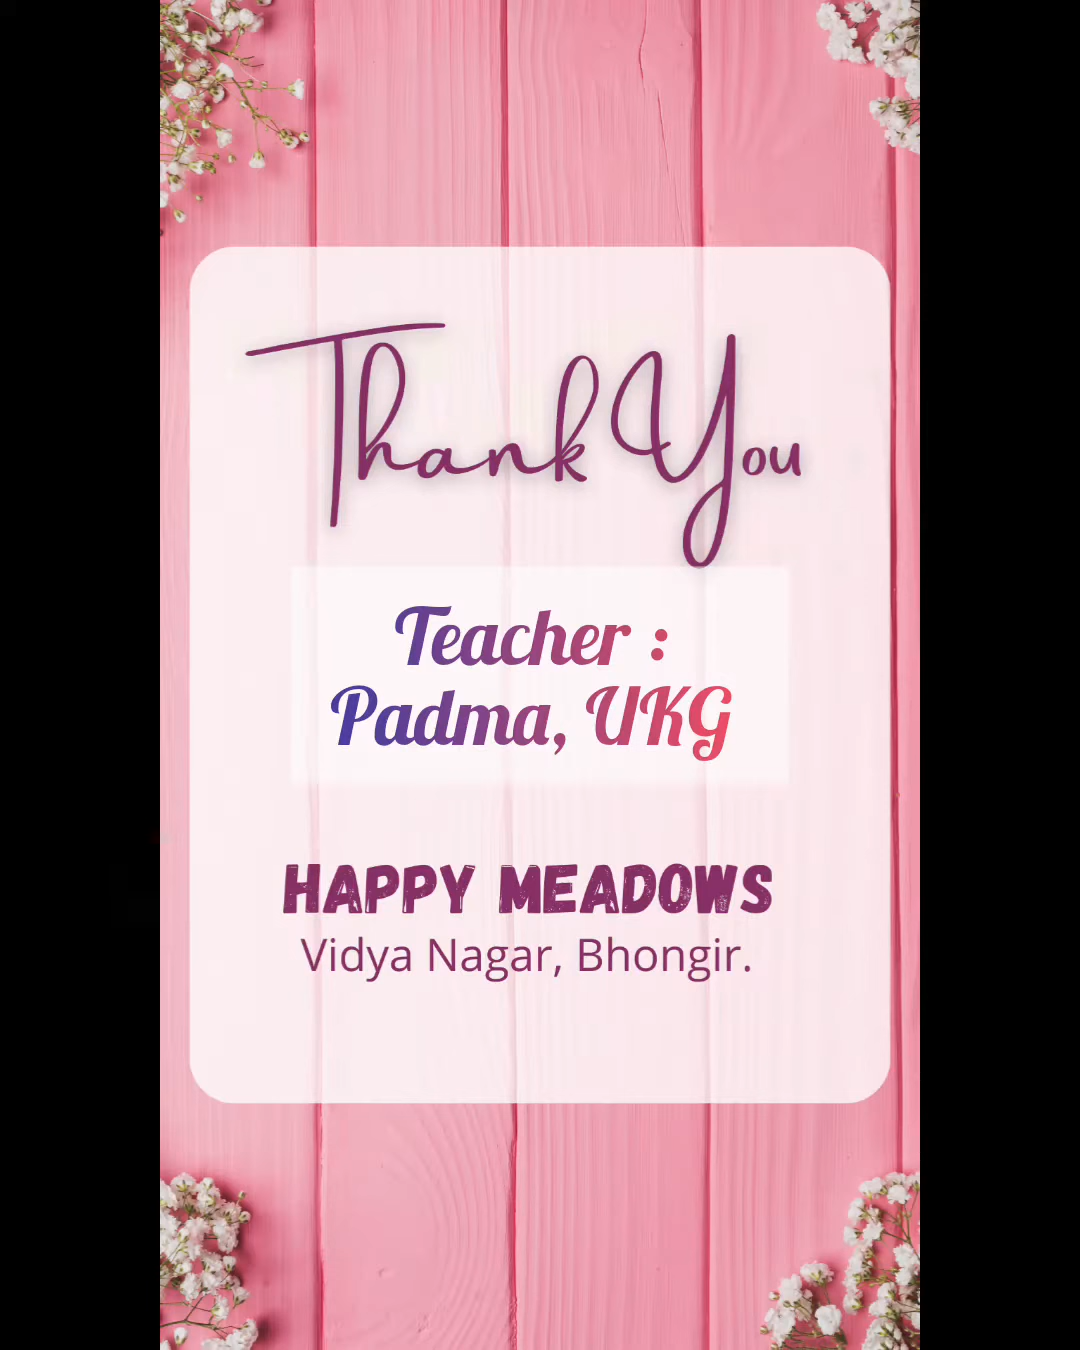 Thank You
Teacher :
Padma, UKG
HAPPY MEADOWS
Vidya Nagar, Bhongir.